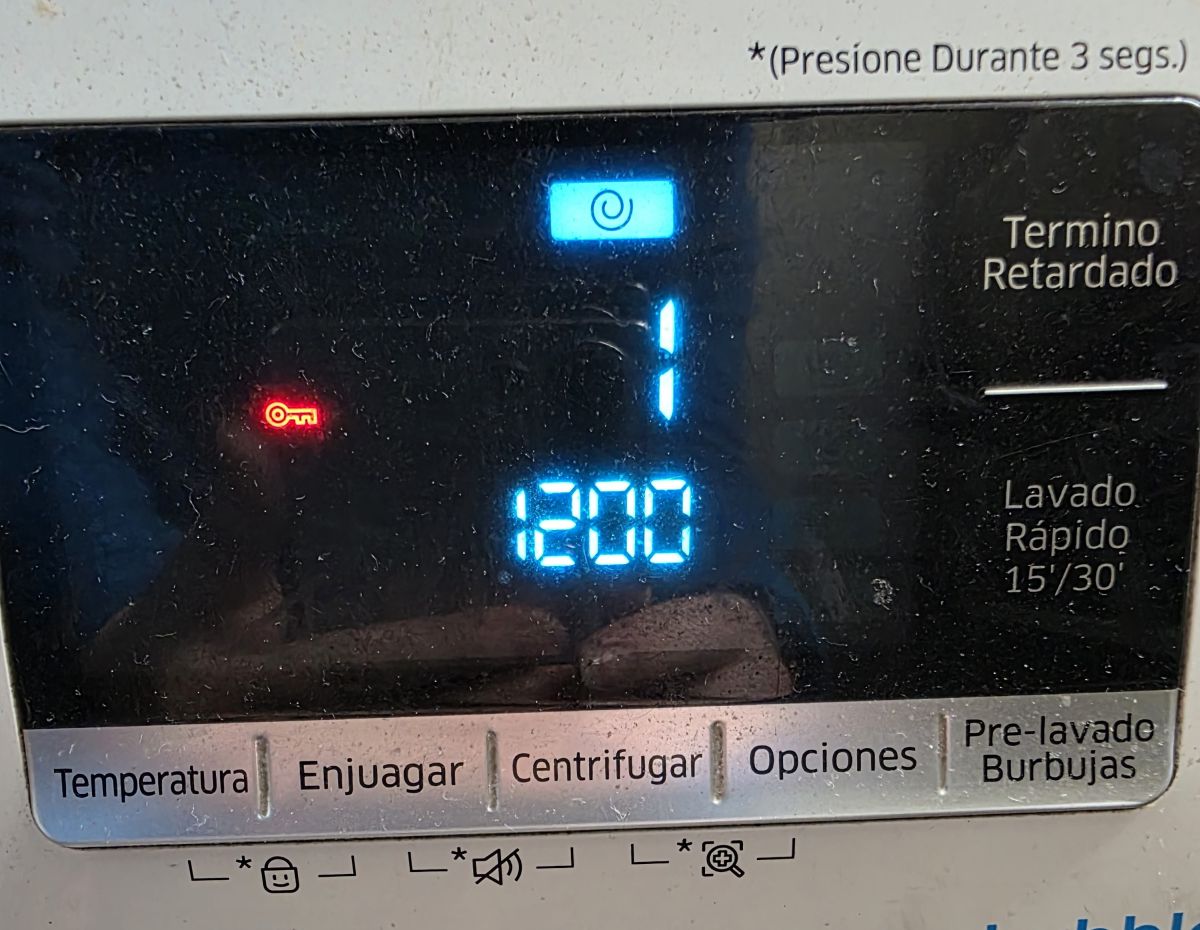 *(Presione Durante 3 segs.)
Termino
Retardado
1
1200
Lavado
Rápido
15'/30'
Temperatura
Enjuagar
Centrifugar
Opciones
Pre-lavado
Burbujas
*
*
*